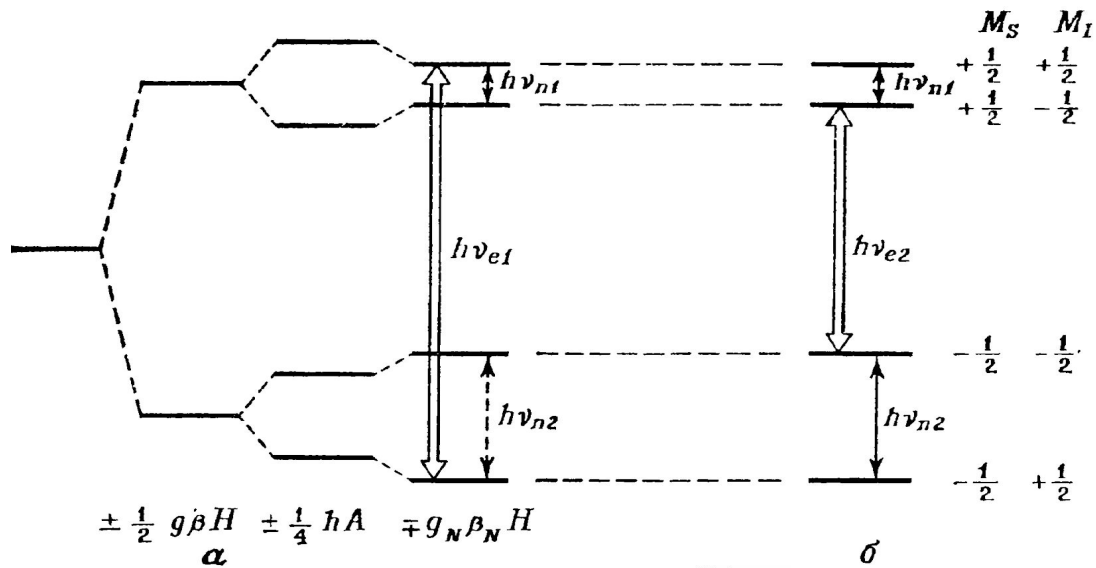 M_S M_I
+ 1/2 + 1/2
hν_n1 hν_n1
+ 1/2 - 1/2
hν_e1 hν_e2
- 1/2 - 1/2
hν_n2 hν_n2
- 1/2 + 1/2
± 1/2 gβH ± 1/4 hA ∓ g_N β_N H
а б